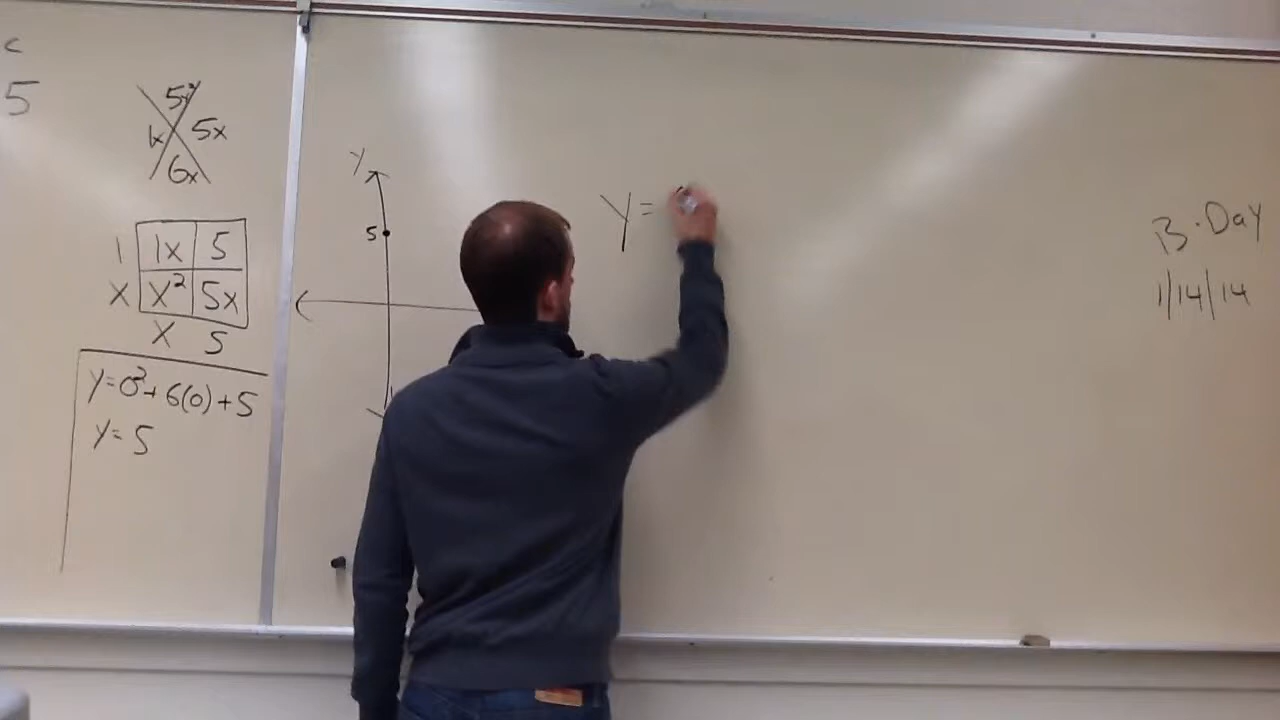 c
5
5x²
1x 5x
6x
1 1x 5
x x² 5x
x 5
y=0²+6(0)+5
y=5
y
5
y=
B·Day
1/14/14